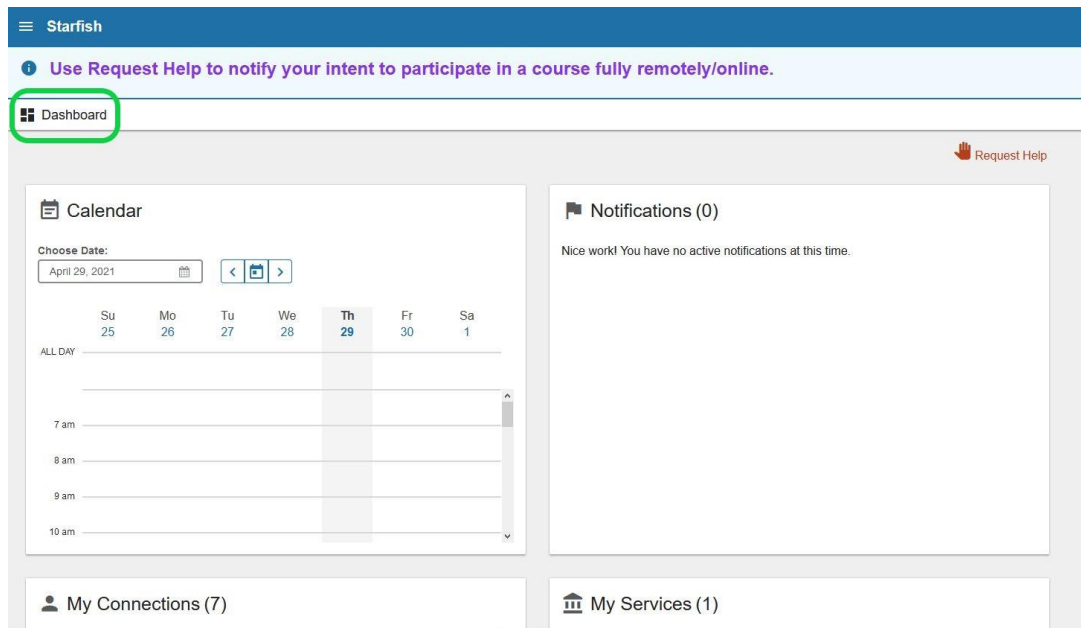 Starfish
Use Request Help to notify your intent to participate in a course fully remotely/online.
Dashboard
Request Help
Calendar
Choose Date:
April 29, 2021
Su Mo Tu We Th Fr Sa
25 26 27 28 29 30 1
ALL DAY
7 am
8 am
9 am
10 am
Notifications (0)
Nice work! You have no active notifications at this time.
My Connections (7)
My Services (1)